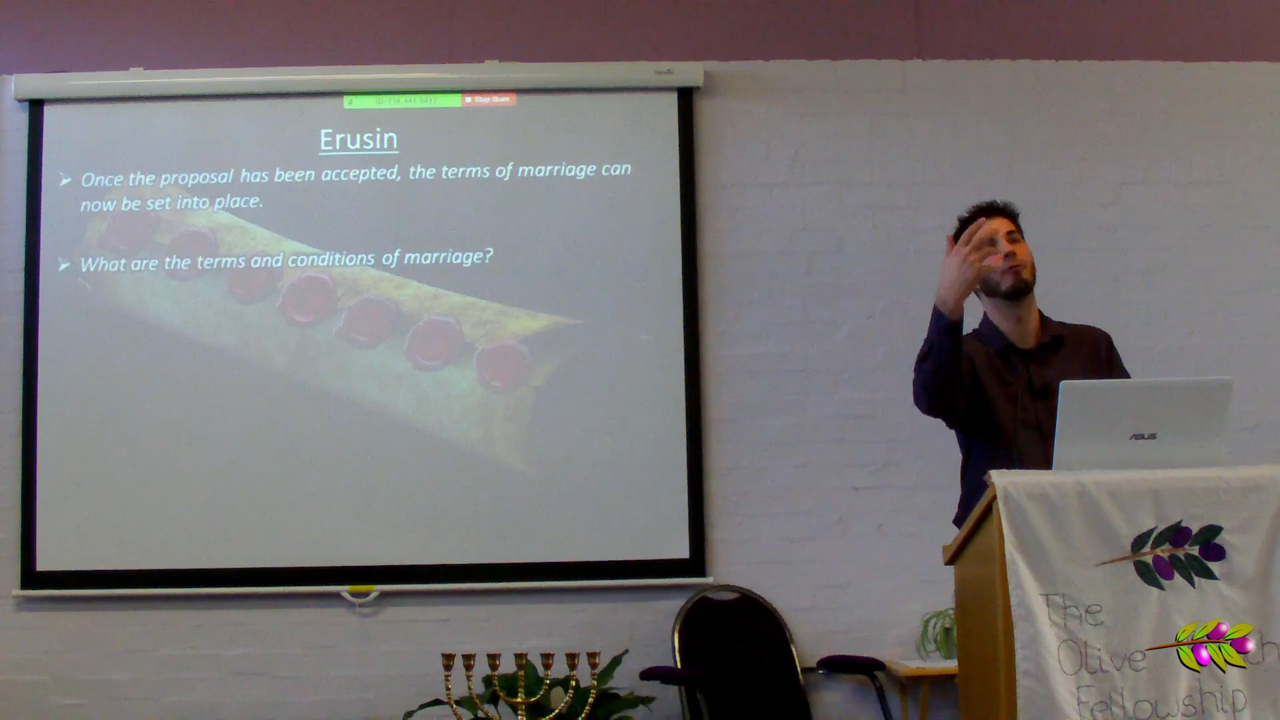 Stop Share
Erusin
Once the proposal has been accepted, the terms of marriage can
now be set into place.
What are the terms and conditions of marriage?
ASUS
The
Olive
Fellowship